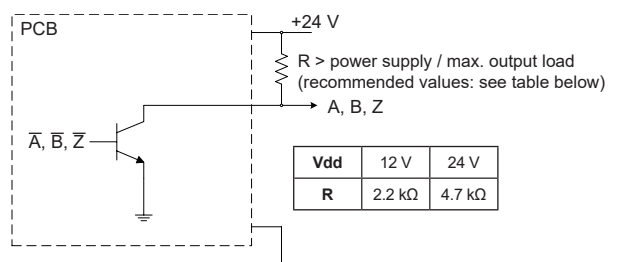 PCB
+24 V
R > power supply / max. output load
(recommended values: see table below)
A, B, Z
A̅, B̅, Z̅
Vdd 12 V 24 V
R 2.2 kΩ 4.7 kΩ